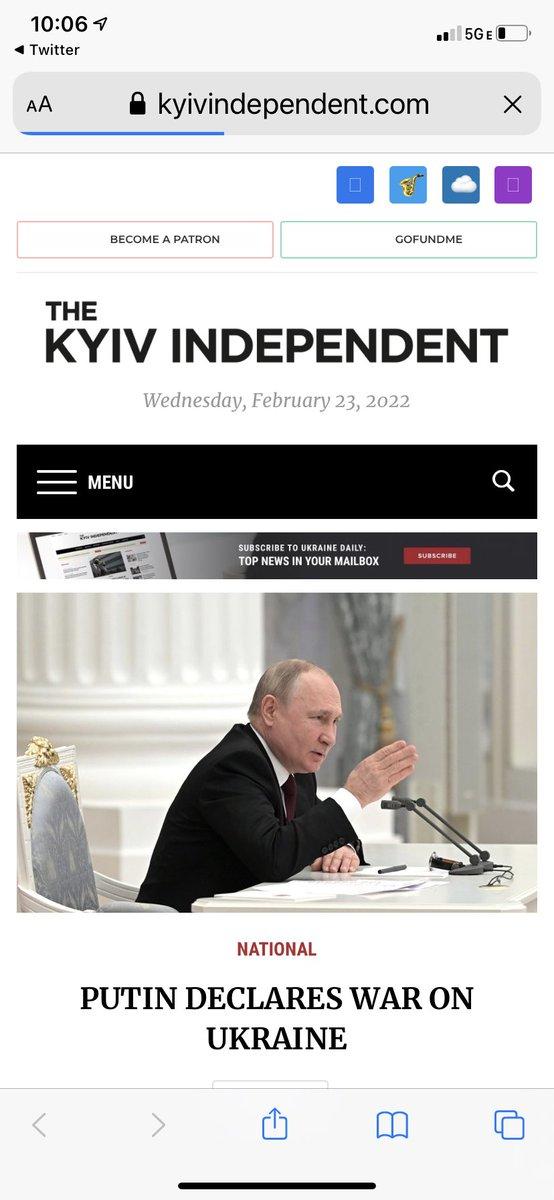 10:06
5GE
◀ Twitter
AA kyivindependent.com
BECOME A PATRON
GOFUNDME
THE
KYIV INDEPENDENT
Wednesday, February 23, 2022
MENU
SUBSCRIBE TO UKRAINE DAILY:
TOP NEWS IN YOUR MAILBOX
SUBSCRIBE
NATIONAL
PUTIN DECLARES WAR ON
UKRAINE